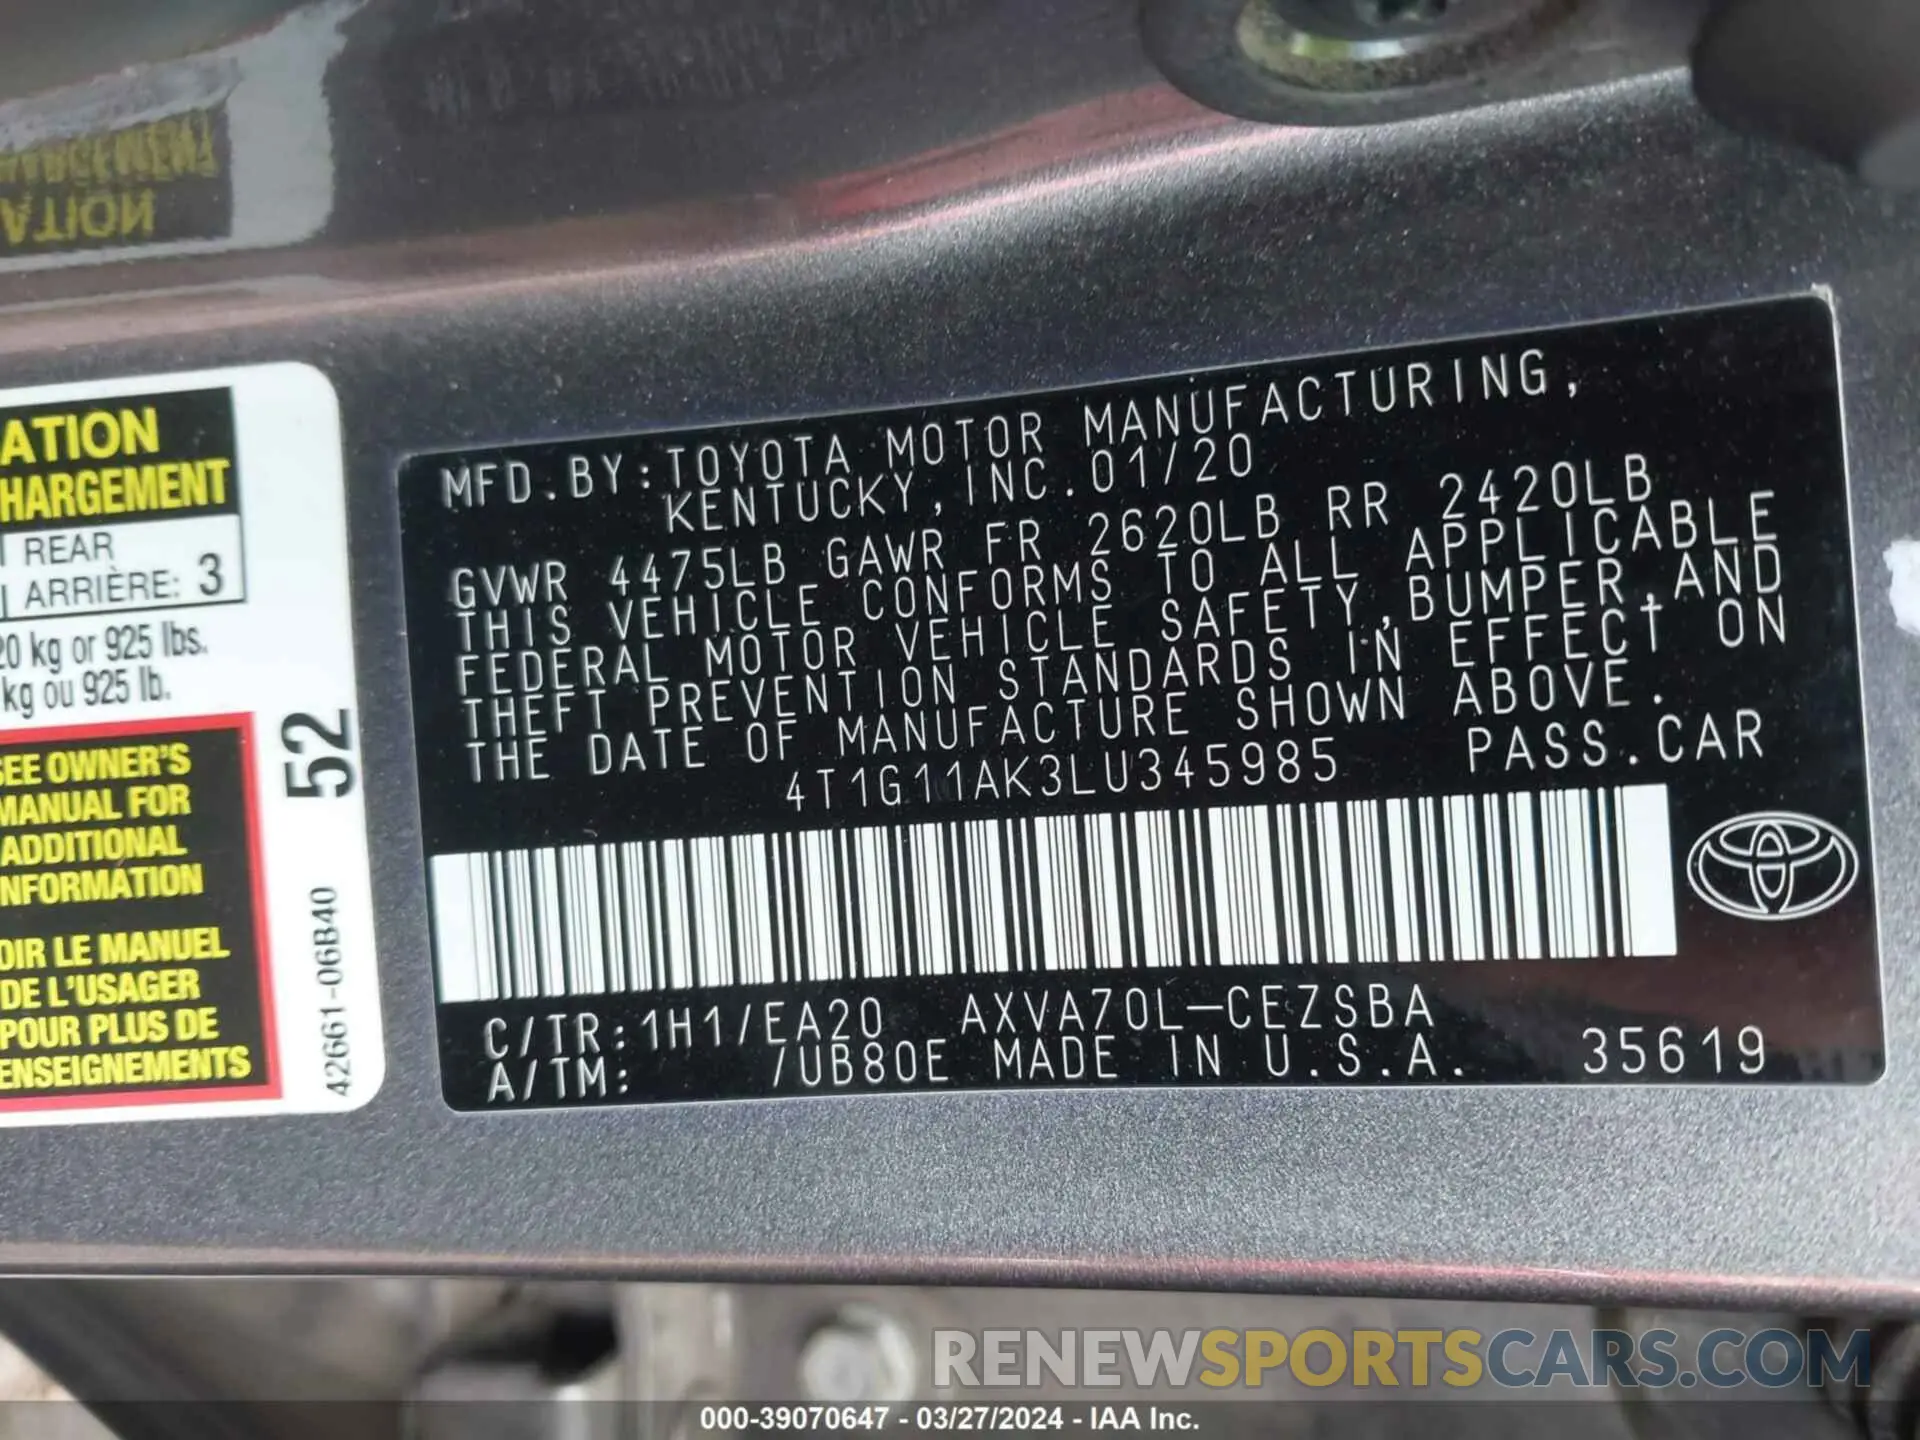 ATION
HARGEMENT
REAR
ARRIÈRE: 3
20 kg or 925 lbs.
kg ou 925 lb.
SEE OWNER'S
MANUAL FOR
ADDITIONAL
INFORMATION
OIR LE MANUEL
DE L'USAGER
POUR PLUS DE
ENSEIGNEMENTS
52
42661-06B40
MFD.BY:TOYOTA MOTOR MANUFACTURING,
KENTUCKY,INC.01/20
GVWR 4475LB GAWR FR 2620LB RR 2420LB
THIS VEHICLE CONFORMS TO ALL APPLICABLE
FEDERAL MOTOR VEHICLE SAFETY,BUMPER,AND
THEFT PREVENTION STANDARDS IN EFFECT ON
THE DATE OF MANUFACTURE SHOWN ABOVE.
4T1G11AK3LU345985 PASS.CAR
C/TR:1H1/EA20 AXVA70L-CEZSBA
A/TM: /UB80E MADE IN U.S.A. 35619
RENEWSPORTSCARS.COM
000-39070647 - 03/27/2024 - IAA Inc.